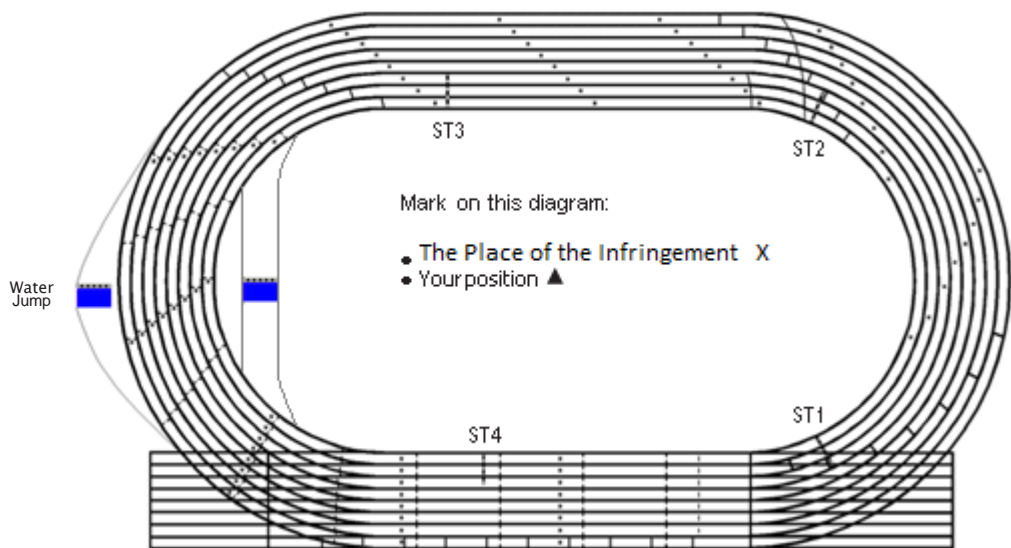 ST3
ST2
Mark on this diagram:
• The Place of the Infringement X
• Your position ▲
Water
Jump
ST1
ST4